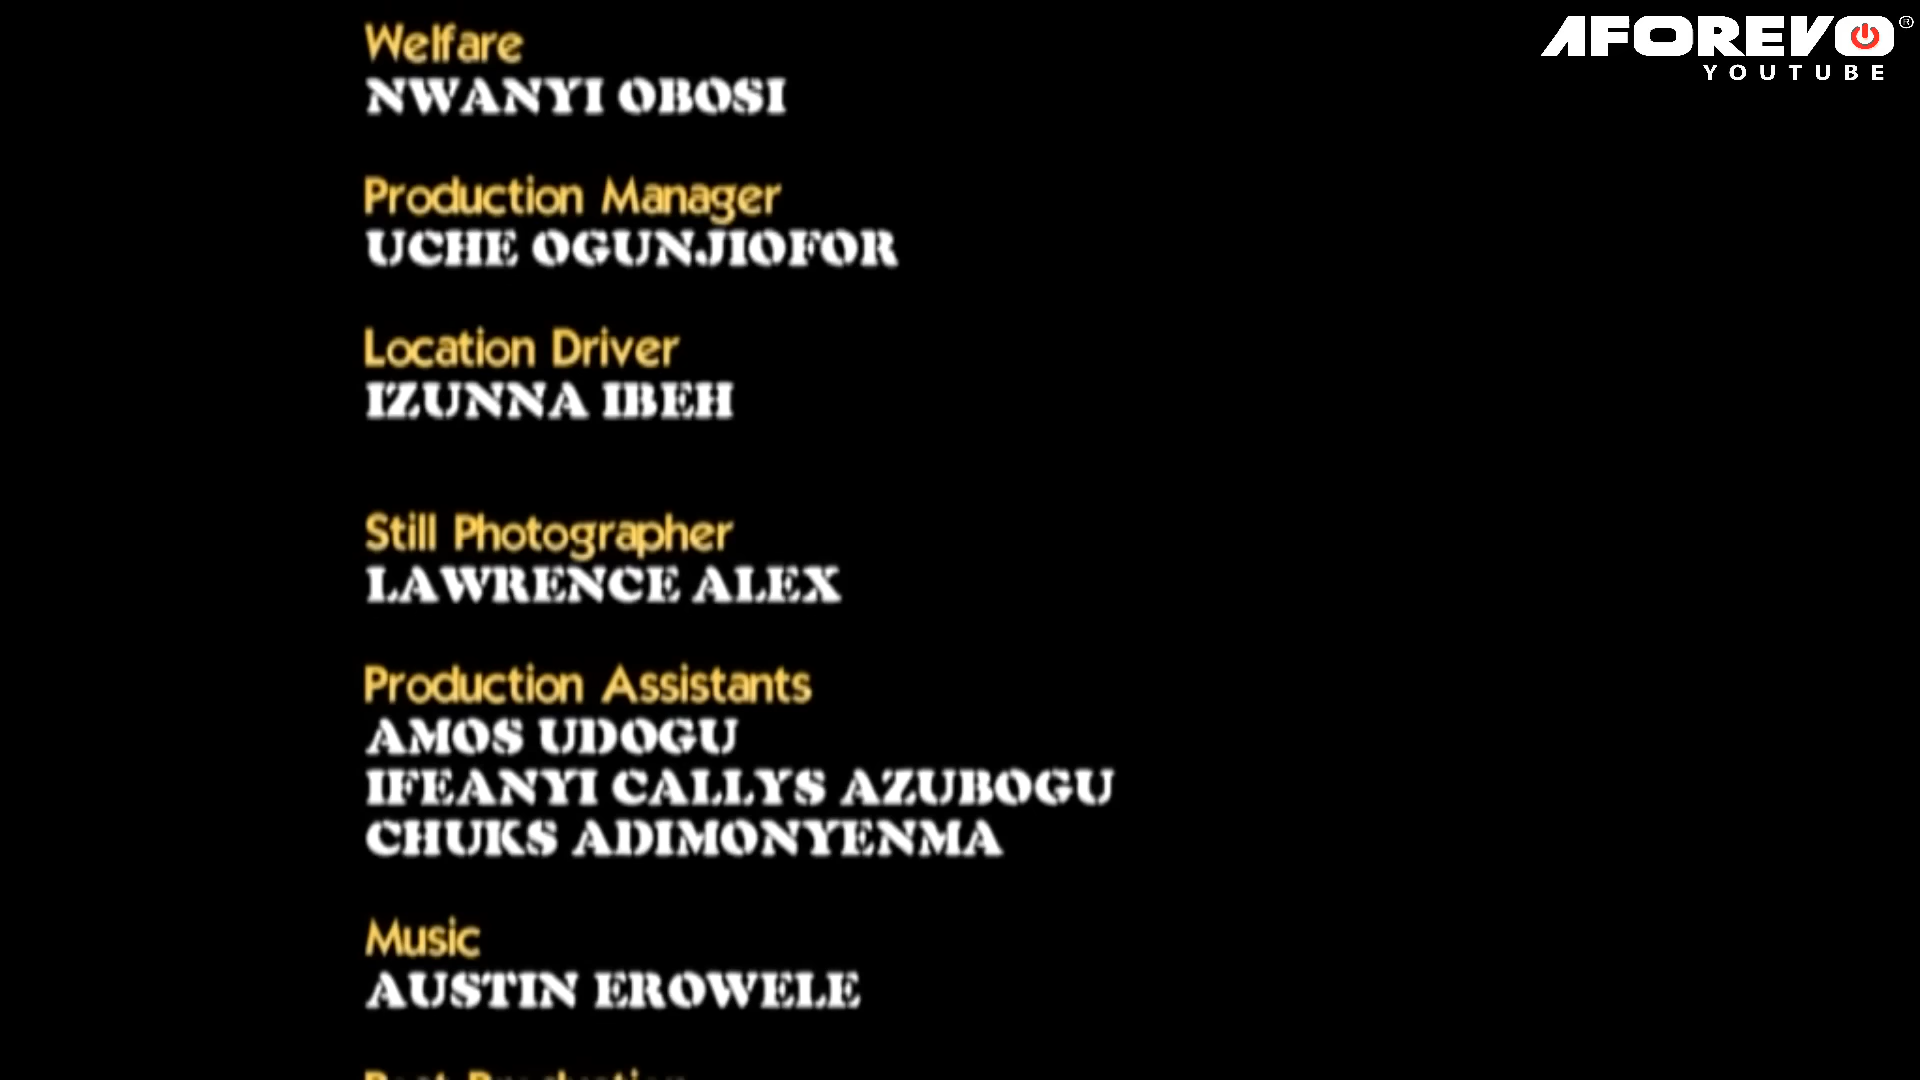 AFOREVO®
YOUTUBE
Welfare
NWANYI OBOSI
Production Manager
UCHE OGUNJIOFOR
Location Driver
IZUNNA IBEH
Still Photographer
LAWRENCE ALEX
Production Assistants
AMOS UDOGU
IFEANYI CALLYS AZUBOGU
CHUKS ADIMONYENMA
Music
AUSTIN EROWELE